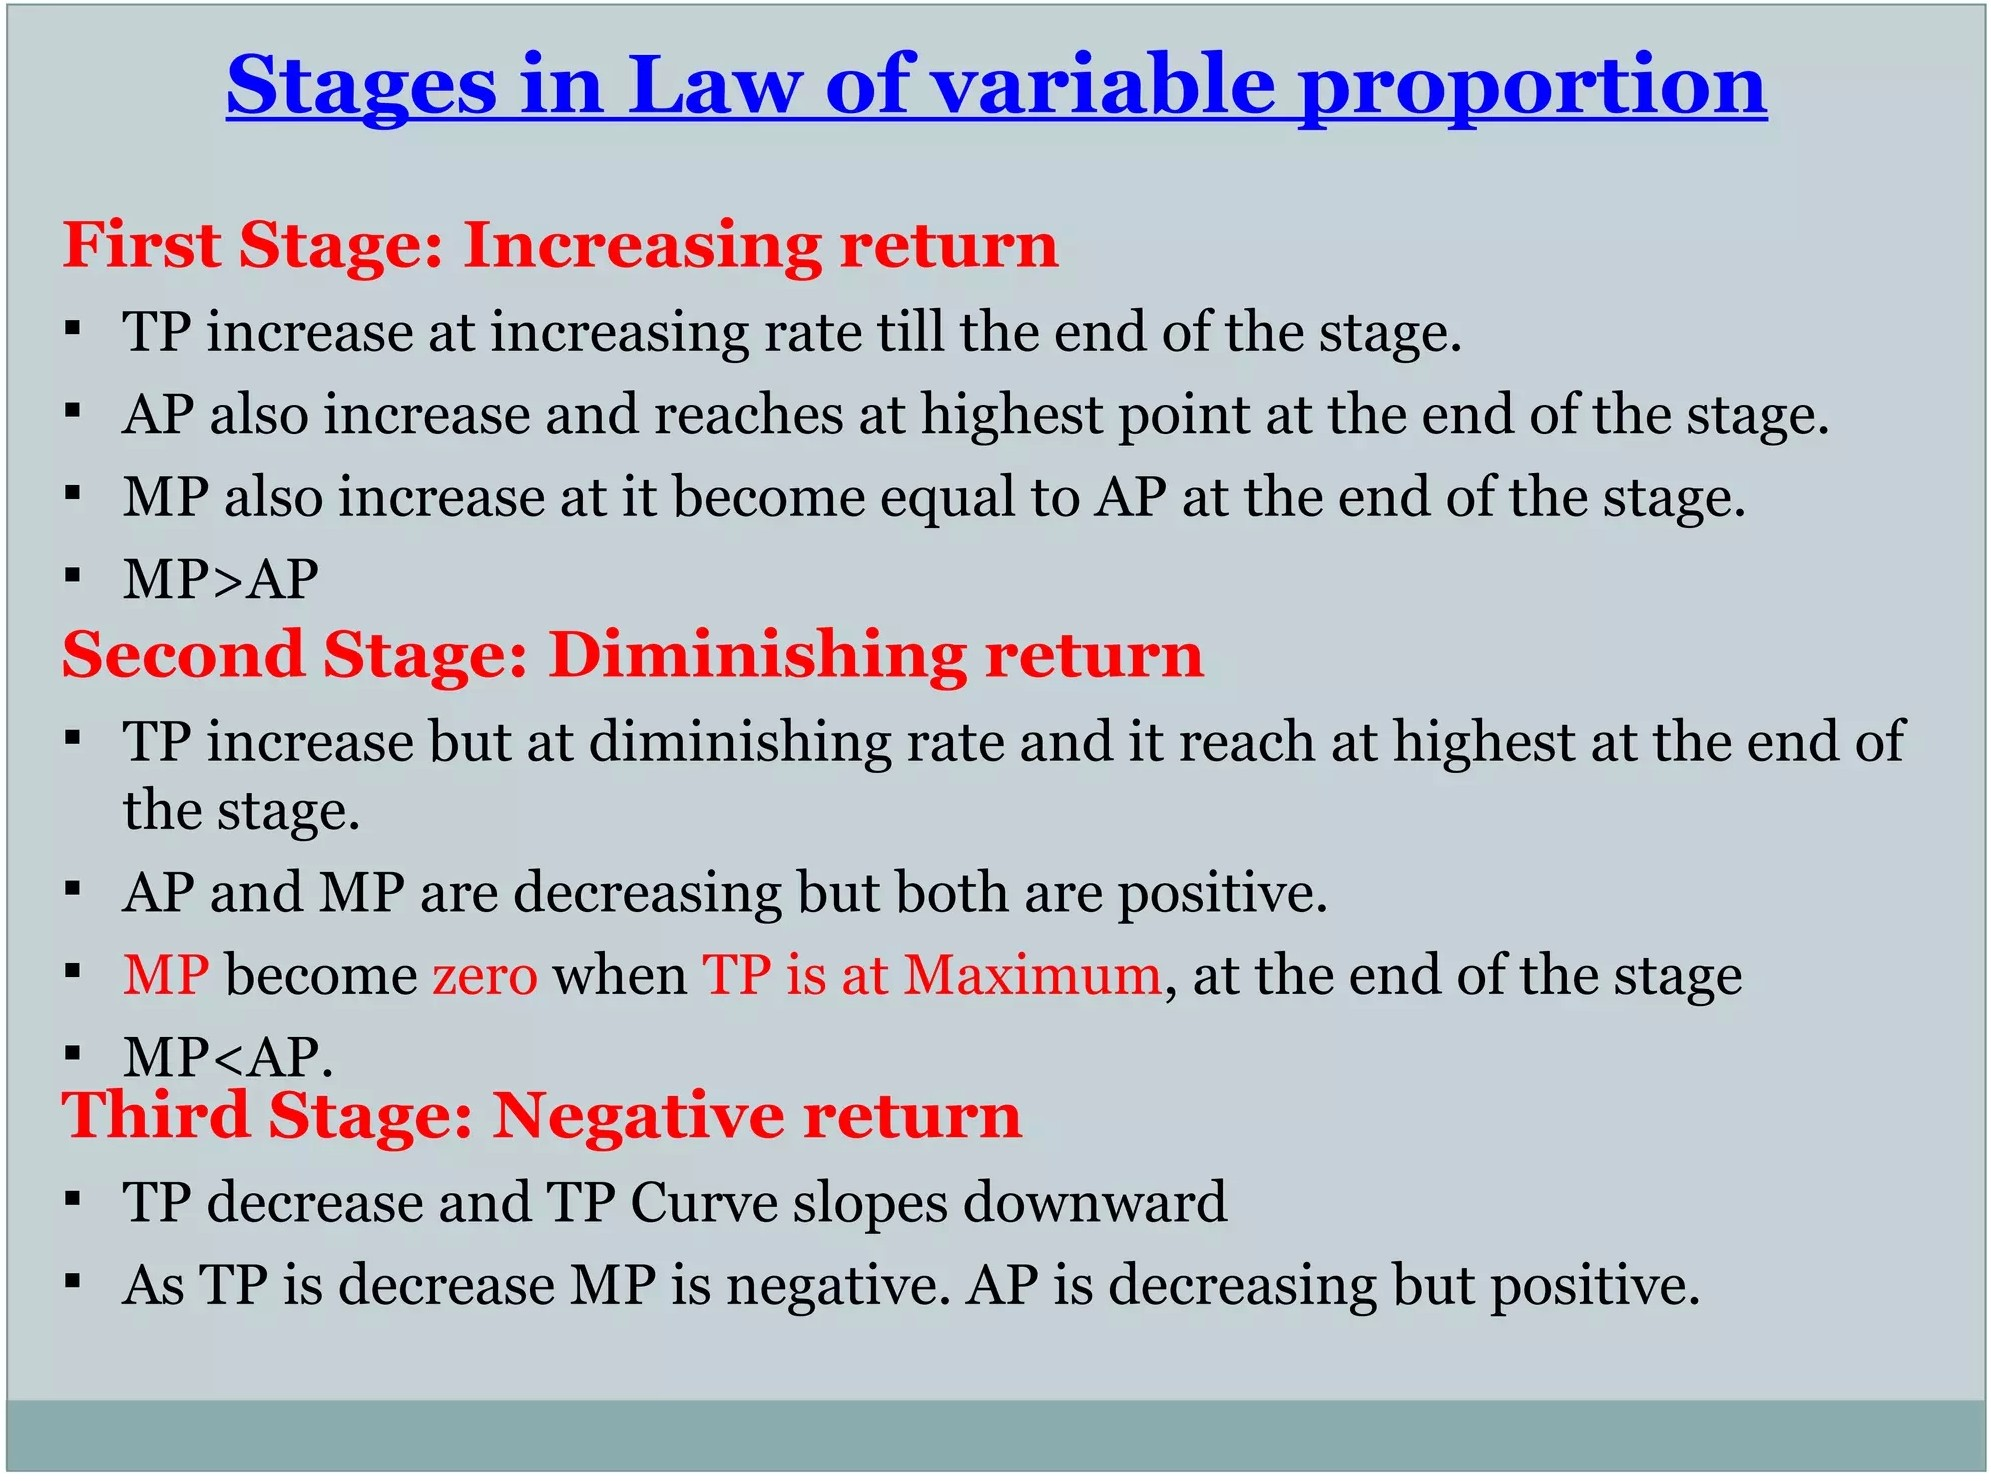 Stages in Law of variable proportion
First Stage: Increasing return
▪ TP increase at increasing rate till the end of the stage.
▪ AP also increase and reaches at highest point at the end of the stage.
▪ MP also increase at it become equal to AP at the end of the stage.
▪ MP>AP
Second Stage: Diminishing return
▪ TP increase but at diminishing rate and it reach at highest at the end of
the stage.
▪ AP and MP are decreasing but both are positive.
▪ MP become zero when TP is at Maximum, at the end of the stage
▪ MP<AP.
Third Stage: Negative return
▪ TP decrease and TP Curve slopes downward
▪ As TP is decrease MP is negative. AP is decreasing but positive.